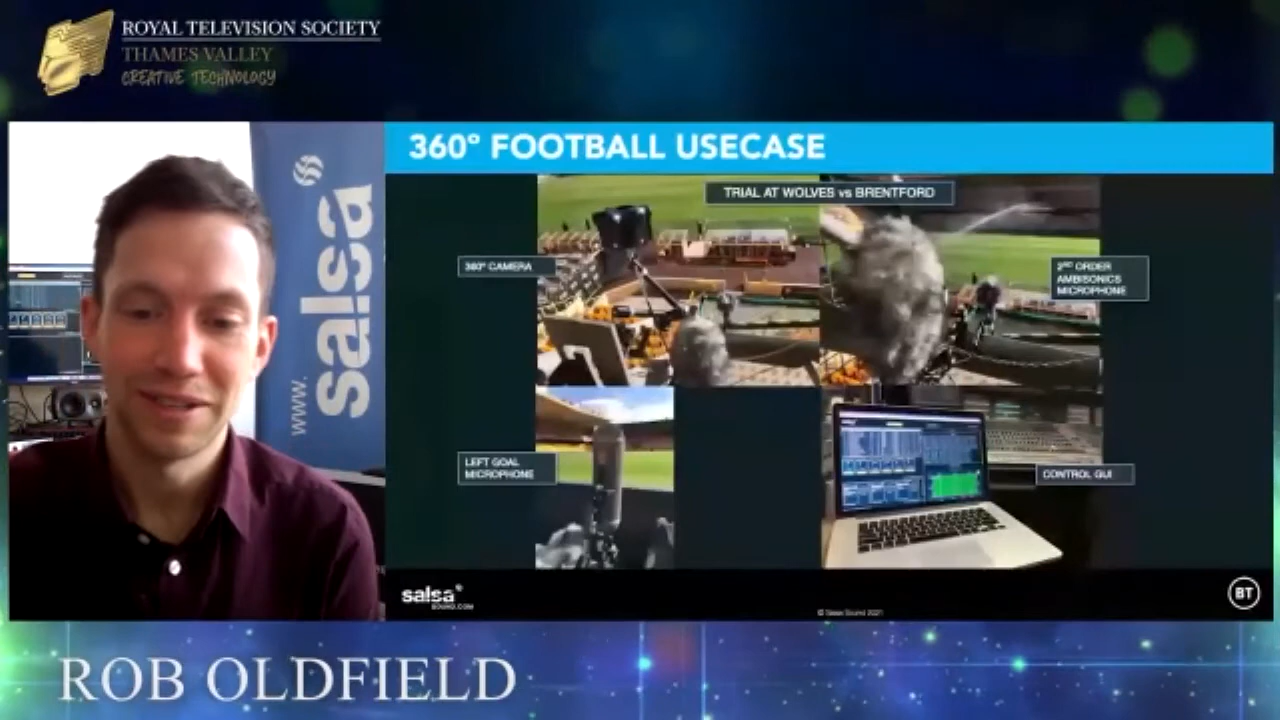 ROYAL TELEVISION SOCIETY
THAMES VALLEY
CREATIVE TECHNOLOGY
www.salsa
360° FOOTBALL USECASE
TRIAL AT WOLVES vs BRENTFORD
360° CAMERA
2ND ORDER
AMBISONICS
MICROPHONE
LEFT GOAL
MICROPHONE
CONTROL GUI
salsa
SOUND.COM
© Salsa Sound 2021
BT
ROB OLDFIELD